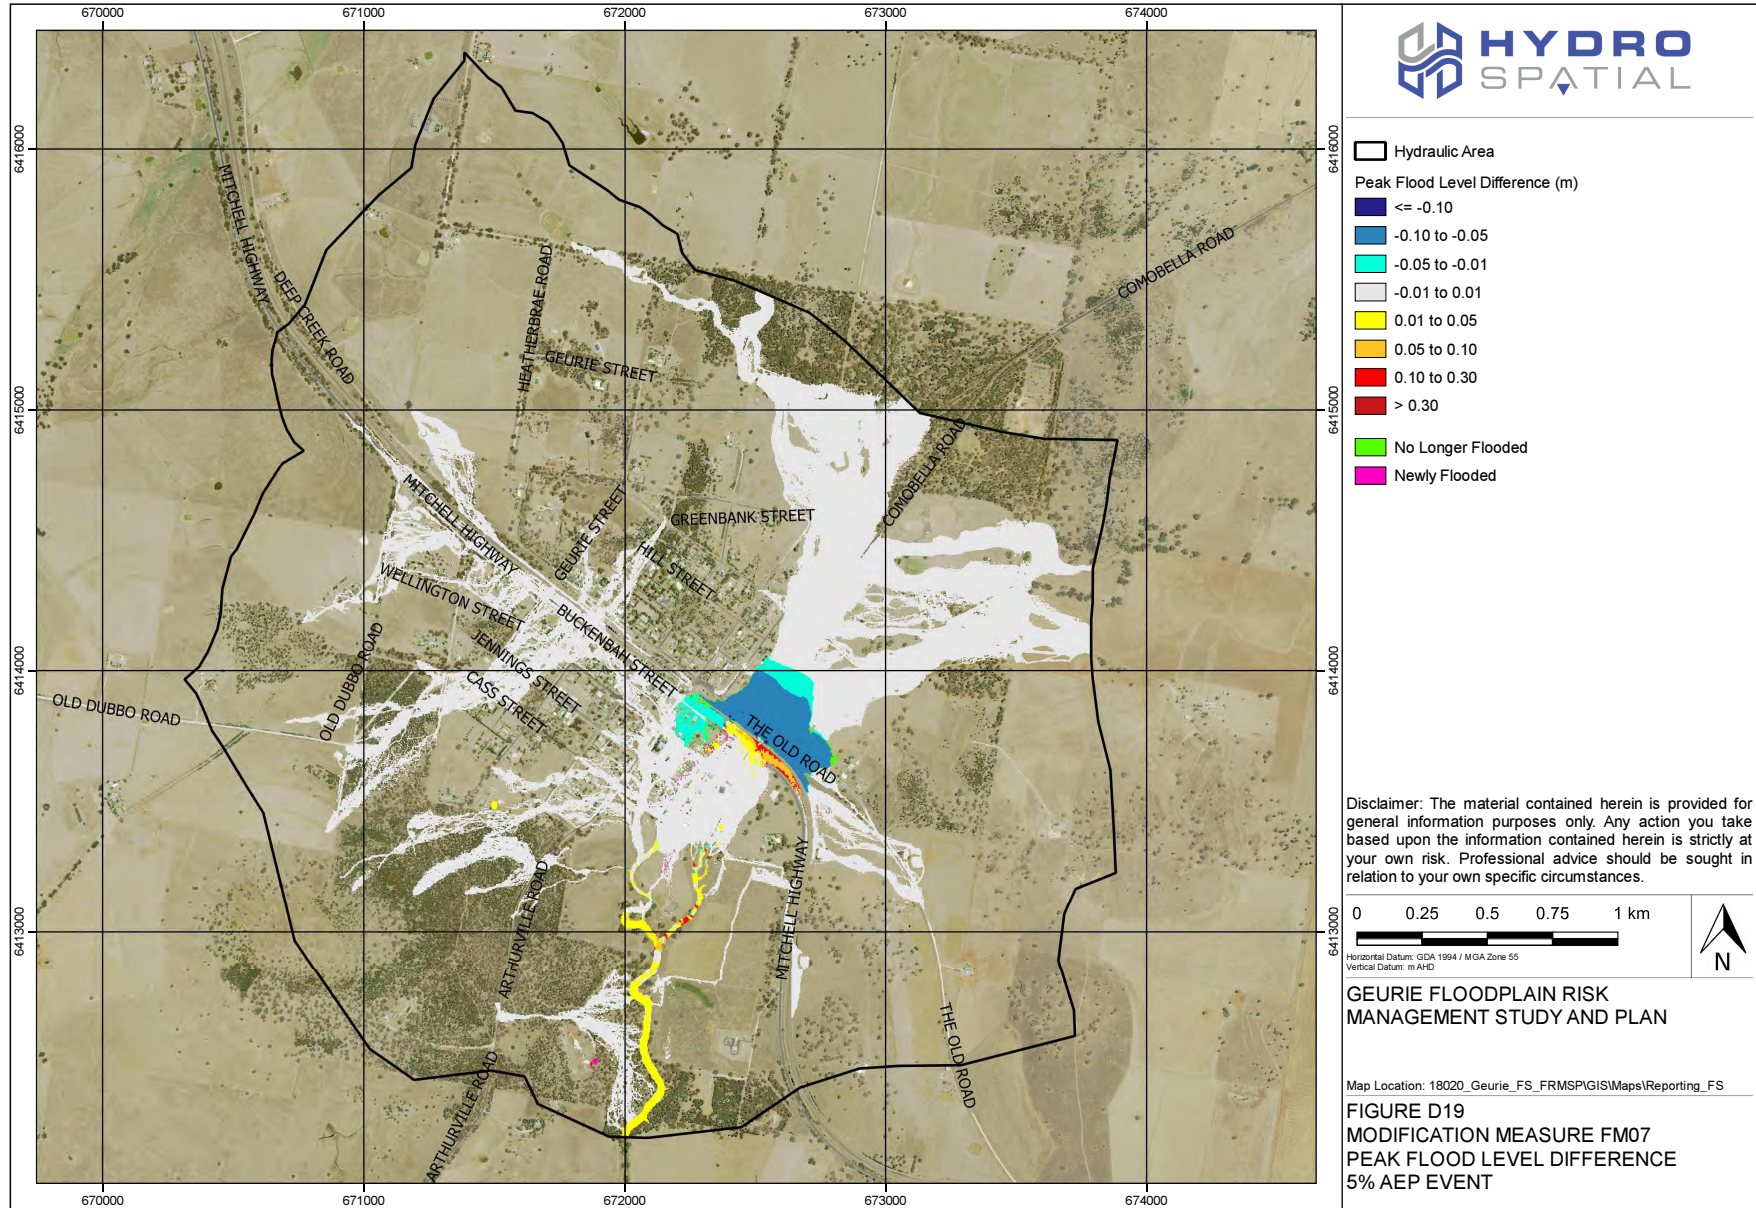 670000
671000
672000
673000
674000
6416000
6415000
6414000
6413000
6416000
6415000
6414000
6413000
670000
671000
672000
673000
674000
MITCHELL HIGHWAY
DEEP CREEK ROAD
HEATHERBRAE ROAD
GEURIE STREET
COMOBELLA ROAD
COMOBELLA ROAD
MITCHELL HIGHWAY
GEURIE STREET
GREENBANK STREET
HILL STREET
WELLINGTON STREET
BUCKENBAH STREET
JENNINGS STREET
CASS STREET
OLD DUBBO ROAD
OLD DUBBO ROAD
THE OLD ROAD
MITCHELL HIGHWAY
ARTHURVILLE ROAD
ARTHURVILLE ROAD
THE OLD ROAD
HYDRO
SPATIAL
Hydraulic Area
Peak Flood Level Difference (m)
<= -0.10
-0.10 to -0.05
-0.05 to -0.01
-0.01 to 0.01
0.01 to 0.05
0.05 to 0.10
0.10 to 0.30
> 0.30
No Longer Flooded
Newly Flooded
Disclaimer: The material contained herein is provided for
general information purposes only. Any action you take
based upon the information contained herein is strictly at
your own risk. Professional advice should be sought in
relation to your own specific circumstances.
0 0.25 0.5 0.75 1 km
Horizontal Datum: GDA 1994 / MGA Zone 55
Vertical Datum: m AHD
N
GEURIE FLOODPLAIN RISK
MANAGEMENT STUDY AND PLAN
Map Location: 18020_Geurie_FS_FRMSP\GIS\Maps\Reporting_FS
FIGURE D19
MODIFICATION MEASURE FM07
PEAK FLOOD LEVEL DIFFERENCE
5% AEP EVENT